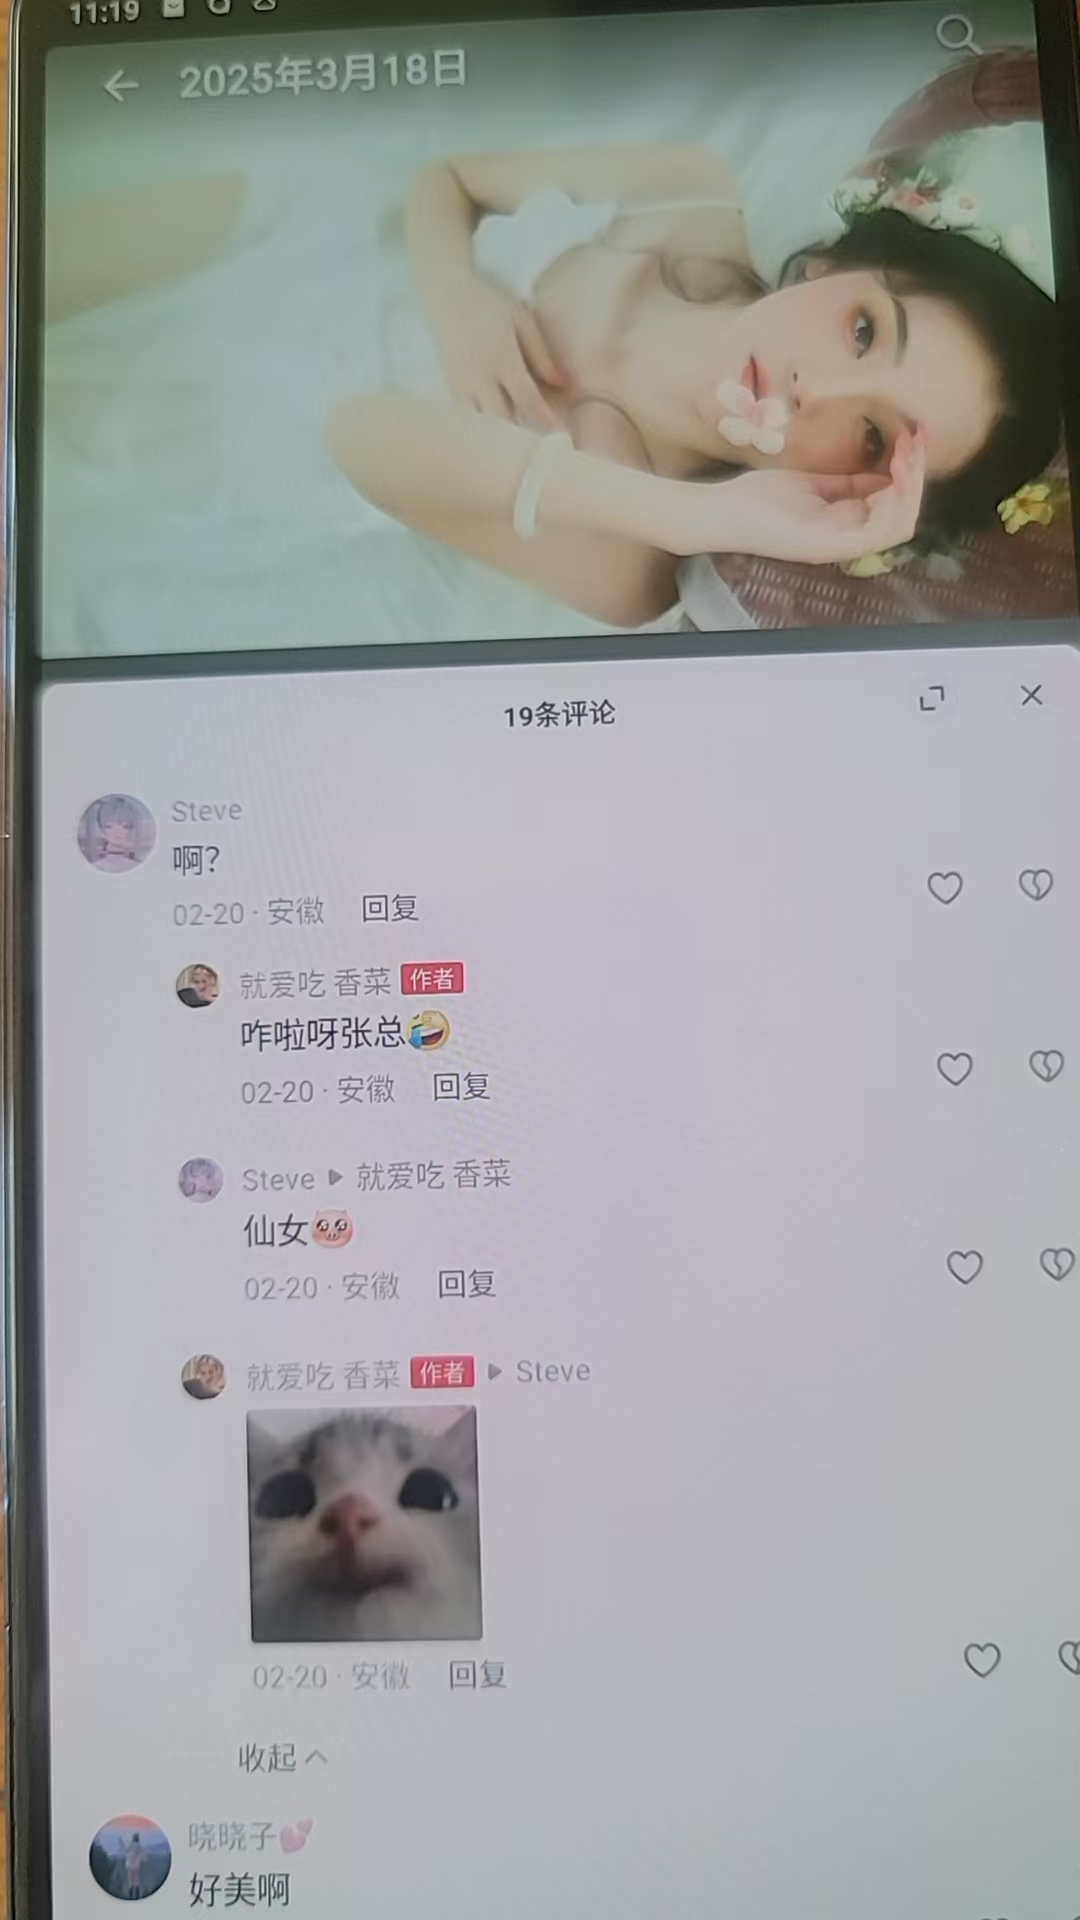 11:19
2025年3月18日
19条评论
Steve
啊？
02-20 · 安徽 回复
就爱吃 香菜 作者
咋啦呀张总🤣
02-20 · 安徽 回复
Steve ▶ 就爱吃 香菜
仙女🐷
02-20 · 安徽 回复
就爱吃 香菜 作者 ▶ Steve
02-20 · 安徽 回复
收起
晓晓子💕
好美啊